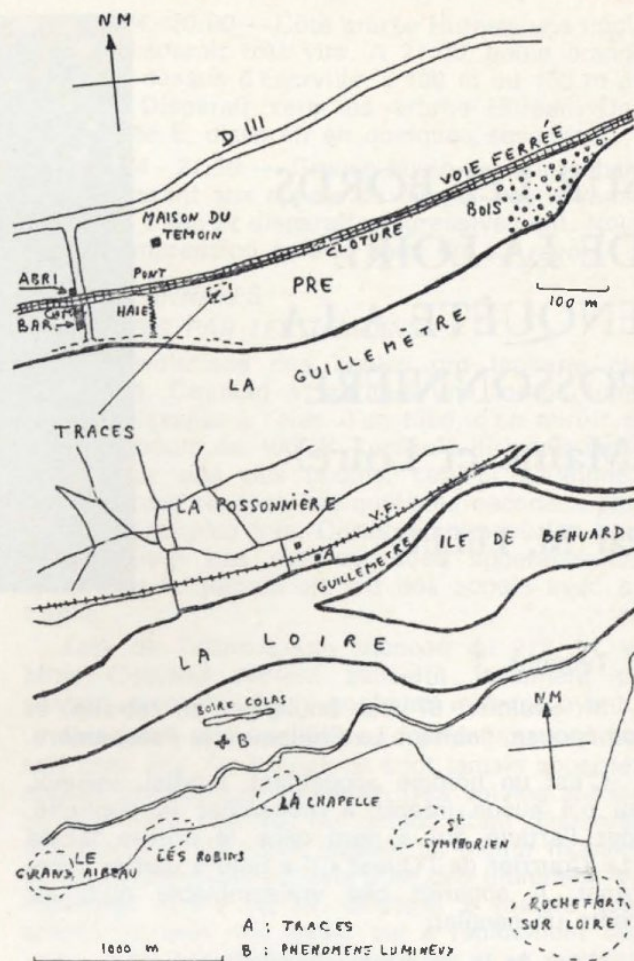 NM
D III
VOIE FERRÉE
MAISON DU
TEMOIN
BOIS
CLOTURE
ABRI
PONT
PRE
BAR.
HAIE
100 m
LA GUILLEMETRE
TRACES
LA POSSONNIÈRE
V.F.
A
ILE DE BEHUARD
GUILLEMETRE
LA LOIRE
BOIRE COLAS
NM
B
LA CHAPELLE
St
SYMPHORIEN
LES ROBINS
LE
GRAND AIREAU
ROCHEFORT
SUR LOIRE
A : TRACES
1000 m
B : PHENOMENE LUMINEUX